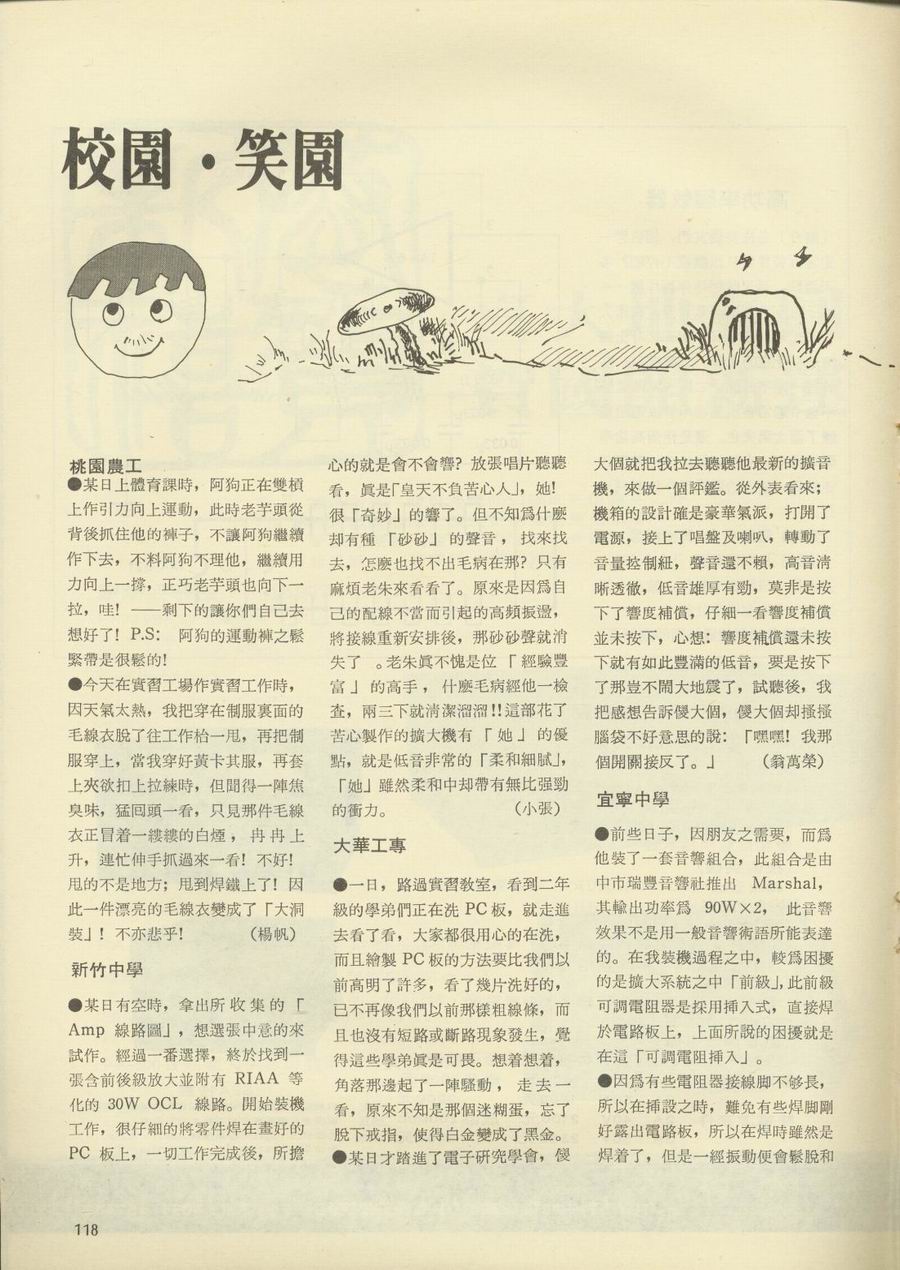 校園·笑園
桃園農工
●某日上體育課時，阿狗正在雙槓
上作引力向上運動，此時老芋頭從
背後抓住他的褲子，不讓阿狗繼續
作下去，不料阿狗不理他，繼續用
力向上一撐，正巧老芋頭也向下一
拉，哇！——剩下的讓你們自己去
想好了！P.S： 阿狗的運動褲之鬆
緊帶是很鬆的！
●今天在實習工場作實習工作時，
因天氣太熱，我把穿在制服裏面的
毛線衣脫了往工作枱一甩，再把制
服穿上，當我穿好黃卡其服，再套
上夾欲扣上拉練時，但聞得一陣焦
臭味，猛囘頭一看，只見那件毛線
衣正冒着一縷縷的白煙，冉冉上
升，連忙伸手抓過來一看！不好！
甩的不是地方；甩到焊鐵上了！因
此一件漂亮的毛線衣變成了「大洞
裝」！不亦悲乎！ （楊帆）
新竹中學
●某日有空時，拿出所收集的「
Amp 線路圖」，想選張中意的來
試作。經過一番選擇，終於找到一
張含前後級放大並附有 RIAA 等
化的 30W OCL 線路。開始裝機
工作，很仔細的將零件焊在畫好的
PC 板上，一切工作完成後，所擔
心的就是會不會響？放張唱片聽聽
看，眞是「皇天不負苦心人」，她！
很「奇妙」的響了。但不知爲什麽
却有種「砂砂」的聲音，找來找
去，怎麽也找不出毛病在那？只有
麻煩老朱來看看了。原來是因爲自
己的配線不當而引起的高頻振盪，
將接線重新安排後，那砂砂聲就消
失了 。老朱眞不愧是位「經驗豐
富」的高手，什麽毛病經他一檢
查，兩三下就淸潔溜溜!!這部花了
苦心製作的擴大機有「她」的優
點，就是低音非常的「柔和細膩」，
「她」雖然柔和中却帶有無比强勁
的衝力。 （小張）
大華工專
●一日，路過實習敎室，看到二年
級的學弟們正在洗 PC 板，就走進
去看了看，大家都很用心的在洗，
而且繪製 PC 板的方法要比我們以
前高明了許多，看了幾片洗好的，
已不再像我們以前那樣粗線條，而
且也沒有短路或斷路現象發生，覺
得這些學弟眞是可畏。想着想着，
角落那邊起了一陣騷動，走去一
看，原來不知是那個迷糊蛋，忘了
脫下戒指，使得白金變成了黑金。
●某日才踏進了電子研究學會，儍
大個就把我拉去聽聽他最新的擴音
機，來做一個評鑑。從外表看來；
機箱的設計確是豪華氣派，打開了
電源，接上了唱盤及喇叭，轉動了
音量控制紐，聲音還不賴，高音淸
晰透徹，低音雄厚有勁，莫非是按
下了響度補償，仔細一看響度補償
並未按下，心想：響度補償還未按
下就有如此豐滿的低音，要是按下
了那豈不鬧大地震了，試聽後，我
把感想告訴儍大個，儍大個却搔搔
腦袋不好意思的說：「嘿嘿！我那
個開關接反了。」 （翁萬榮）
宜寧中學
●前些日子，因朋友之需要，而爲
他裝了一套音響組合，此組合是由
中市瑞豐音響社推出 Marshal，
其輸出功率爲 90W×2， 此音響
效果不是用一般音響術語所能表達
的。在我裝機過程之中，較爲困擾
的是擴大系統之中「前級」，此前級
可調電阻器是採用挿入式，直接焊
於電路板上，上面所說的困擾就是
在這「可調電阻挿入」。
●因爲有些電阻器接線脚不够長，
所以在挿設之時，難免有些焊脚剛
好露出電路板，所以在焊時雖然是
焊着了，但是一經振動便會鬆脫和
118